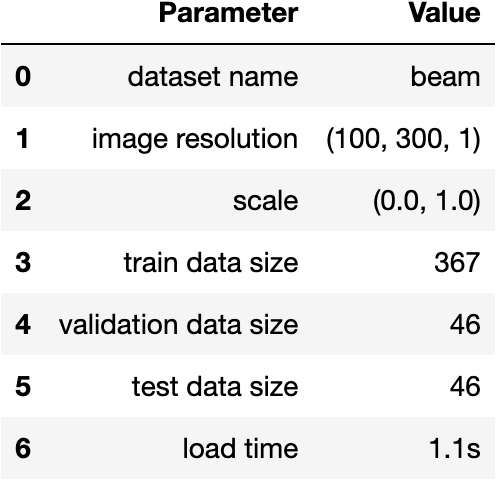 Parameter Value
0 dataset name beam
1 image resolution (100, 300, 1)
2 scale (0.0, 1.0)
3 train data size 367
4 validation data size 46
5 test data size 46
6 load time 1.1s